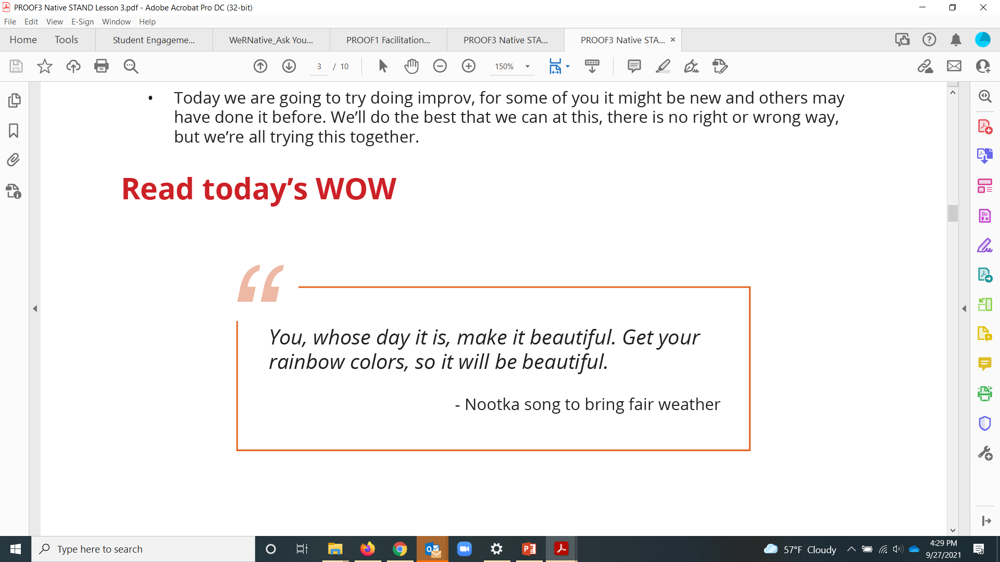 PROOF3 Native STAND Lesson 3.pdf - Adobe Acrobat Pro DC (32-bit)
File Edit View E-Sign Window Help
Home Tools Student Engageme... WeRNative_Ask You... PROOF1 Facilitation... PROOF3 Native STA... PROOF3 Native STA... ×
3 / 10 150%
• Today we are going to try doing improv, for some of you it might be new and others may
have done it before. We’ll do the best that we can at this, there is no right or wrong way,
but we’re all trying this together.
Read today’s WOW
“
You, whose day it is, make it beautiful. Get your
rainbow colors, so it will be beautiful.
- Nootka song to bring fair weather
Type here to search
57°F Cloudy
4:29 PM
9/27/2021